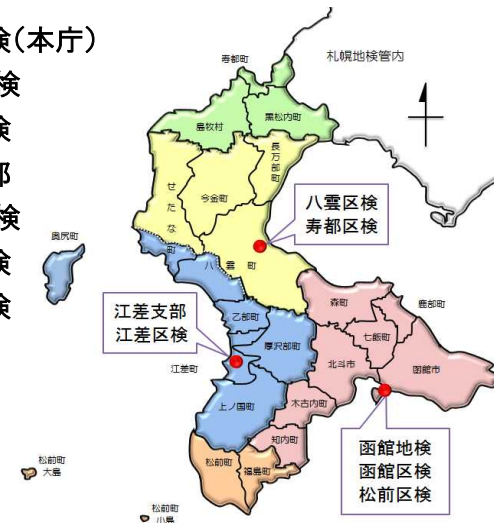 検(本庁)
検
検
部
検
検
検
寿都町
札幌地検管内
島牧村
黒松内町
長万部町
せたな町
今金町
八雲区検
寿都区検
奥尻町
八雲町
森町
鹿部町
江差支部
江差区検
乙部町
厚沢部町
七飯町
北斗市
函館市
江差町
上ノ国町
木古内町
知内町
函館地検
函館区検
松前区検
松前町
福島町
松前町
大島
松前町
小島